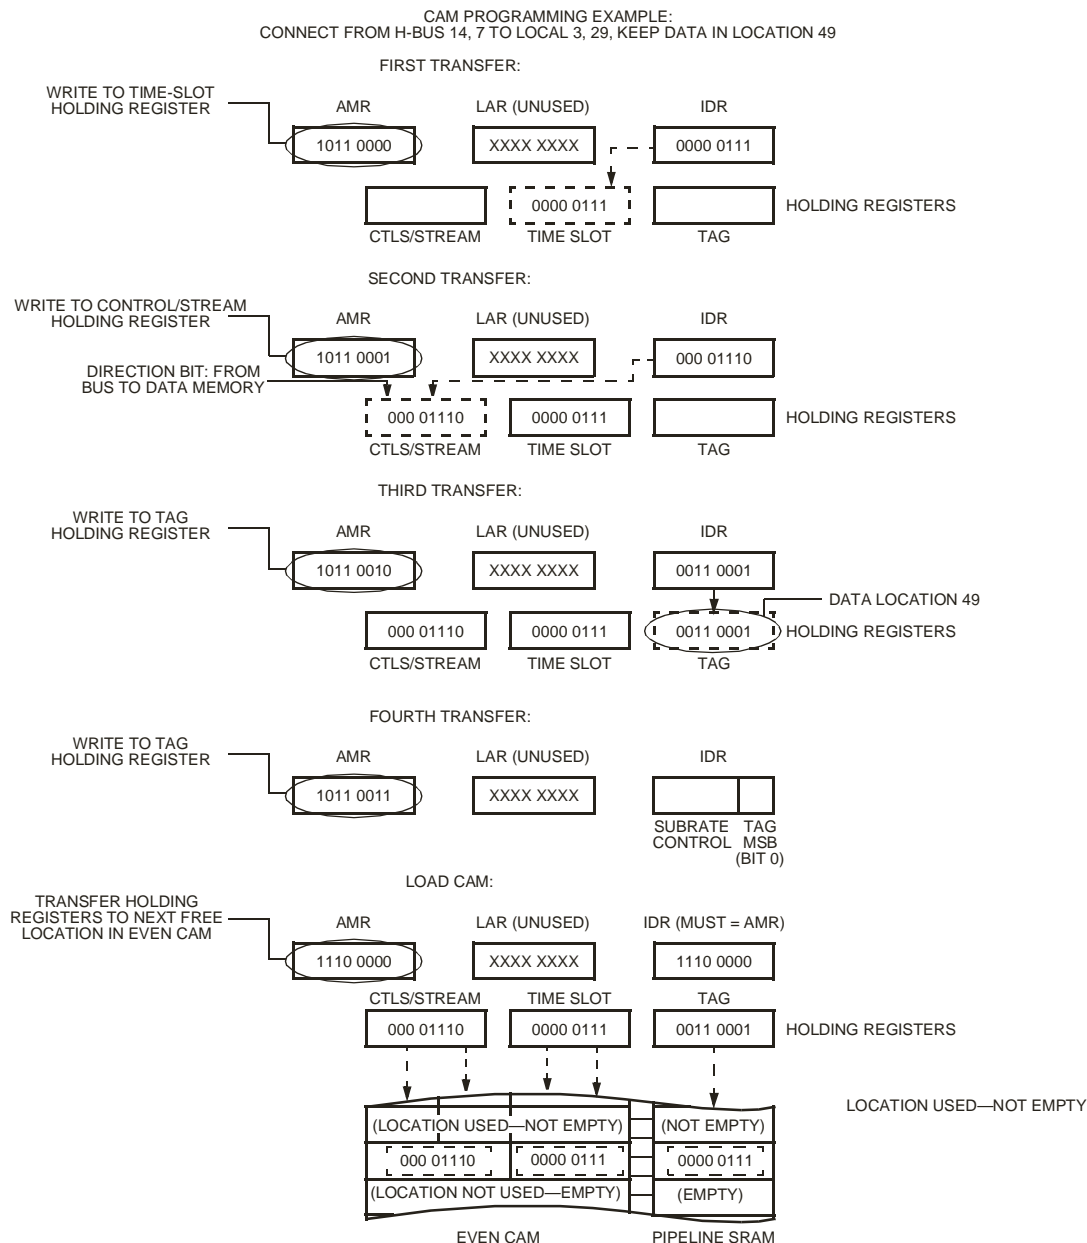 CAM PROGRAMMING EXAMPLE:
CONNECT FROM H-BUS 14, 7 TO LOCAL 3, 29, KEEP DATA IN LOCATION 49
FIRST TRANSFER:
WRITE TO TIME-SLOT
HOLDING REGISTER
AMR
LAR (UNUSED)
IDR
1011 0000
XXXX XXXX
0000 0111
0000 0111
HOLDING REGISTERS
CTLS/STREAM
TIME SLOT
TAG
SECOND TRANSFER:
WRITE TO CONTROL/STREAM
HOLDING REGISTER
AMR
LAR (UNUSED)
IDR
1011 0001
XXXX XXXX
000 01110
DIRECTION BIT: FROM
BUS TO DATA MEMORY
000 01110
0000 0111
HOLDING REGISTERS
CTLS/STREAM
TIME SLOT
TAG
THIRD TRANSFER:
WRITE TO TAG
HOLDING REGISTER
AMR
LAR (UNUSED)
IDR
1011 0010
XXXX XXXX
0011 0001
DATA LOCATION 49
000 01110
0000 0111
0011 0001
HOLDING REGISTERS
CTLS/STREAM
TIME SLOT
TAG
FOURTH TRANSFER:
WRITE TO TAG
HOLDING REGISTER
AMR
LAR (UNUSED)
IDR
1011 0011
XXXX XXXX
SUBRATE
CONTROL
TAG
MSB
(BIT 0)
LOAD CAM:
TRANSFER HOLDING
REGISTERS TO NEXT FREE
LOCATION IN EVEN CAM
AMR
LAR (UNUSED)
IDR (MUST = AMR)
1110 0000
XXXX XXXX
1110 0000
CTLS/STREAM
TIME SLOT
TAG
000 01110
0000 0111
0011 0001
HOLDING REGISTERS
LOCATION USED—NOT EMPTY
(LOCATION USED—NOT EMPTY)
(NOT EMPTY)
000 01110
0000 0111
0000 0111
(LOCATION NOT USED—EMPTY)
(EMPTY)
EVEN CAM
PIPELINE SRAM